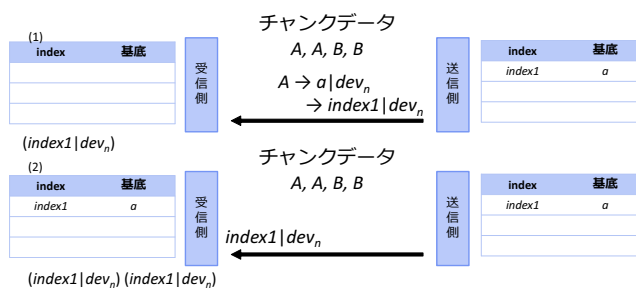 (1)
index 基底
受信側
チャンクデータ
A, A, B, B
A → a|devₙ
→ index1|devₙ
送信側
index 基底
index1 a
(index1|devₙ)
(2)
index 基底
index1 a
受信側
チャンクデータ
A, A, B, B
index1|devₙ
送信側
index 基底
index1 a
(index1|devₙ) (index1|devₙ)